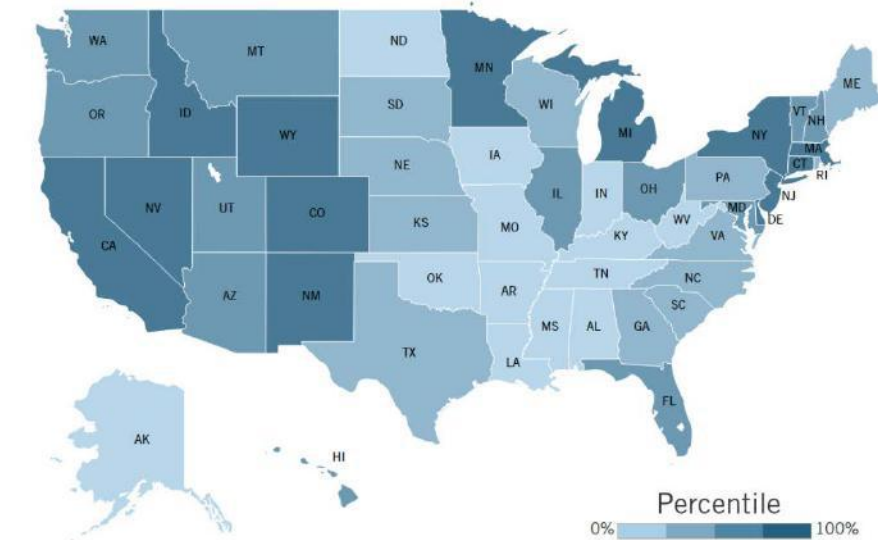 WA
MT
ND
MN
ME
OR
ID
SD
WI
VT
NH
WY
MI
NY
MA
CT
RI
NE
IA
PA
NJ
NV
UT
CO
IL
IN
OH
MD
DE
KS
MO
WV
VA
CA
KY
AZ
NM
OK
AR
TN
NC
SC
TX
MS
AL
GA
LA
FL
AK
HI
Percentile
0% 100%